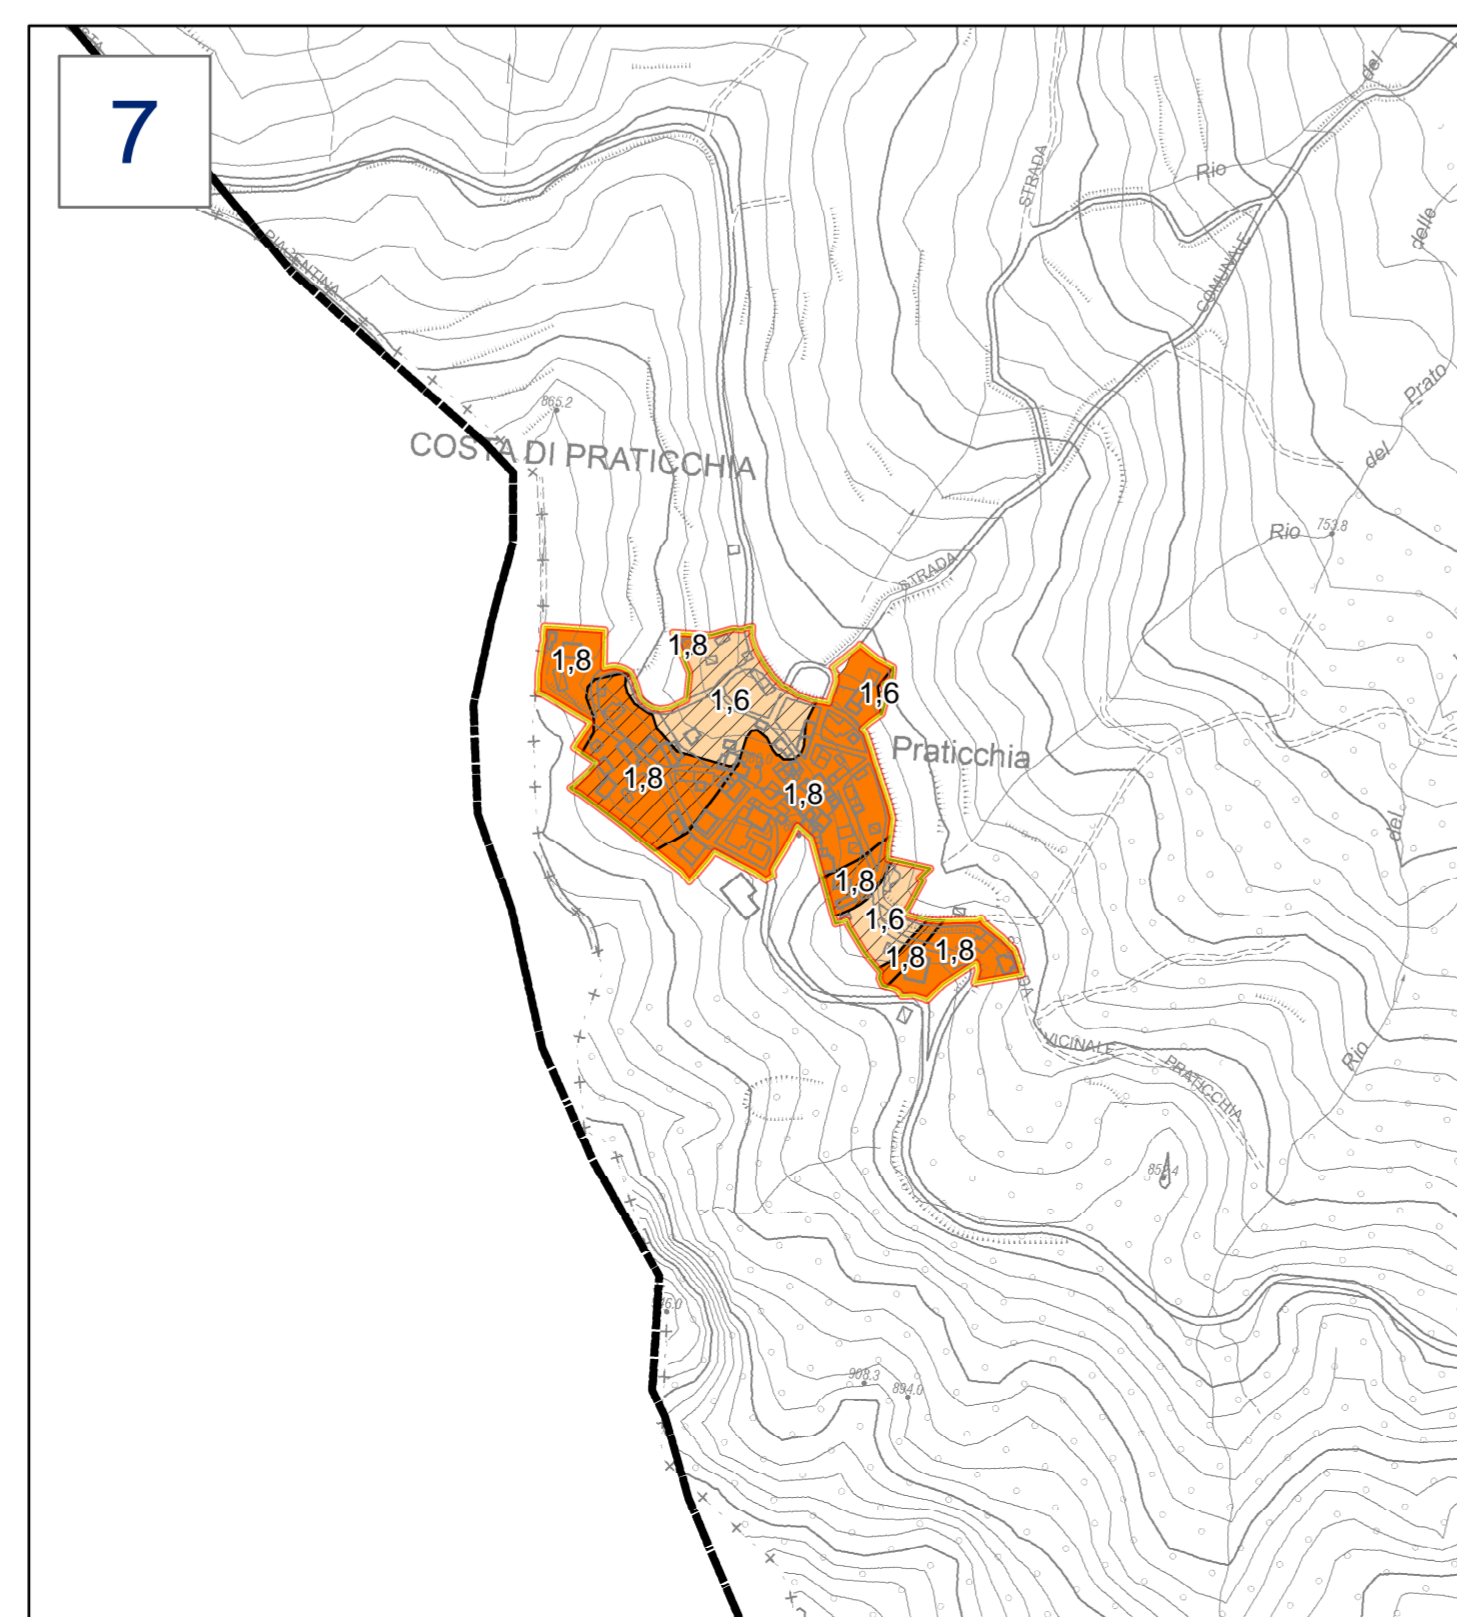 7
del
Rio
STRADA
delle
PIACENTINA
COMUNALE
Prato
865.2
COSTA DI PRATICCHIA
del
Rio
753.8
STRADA
1,8
1,8
1,6
1,6
Praticchia
1,8
1,8
del
1,8
1,6
1,8
1,8
VICINALE
PRATICCHIA
Rio
908.3
894.0